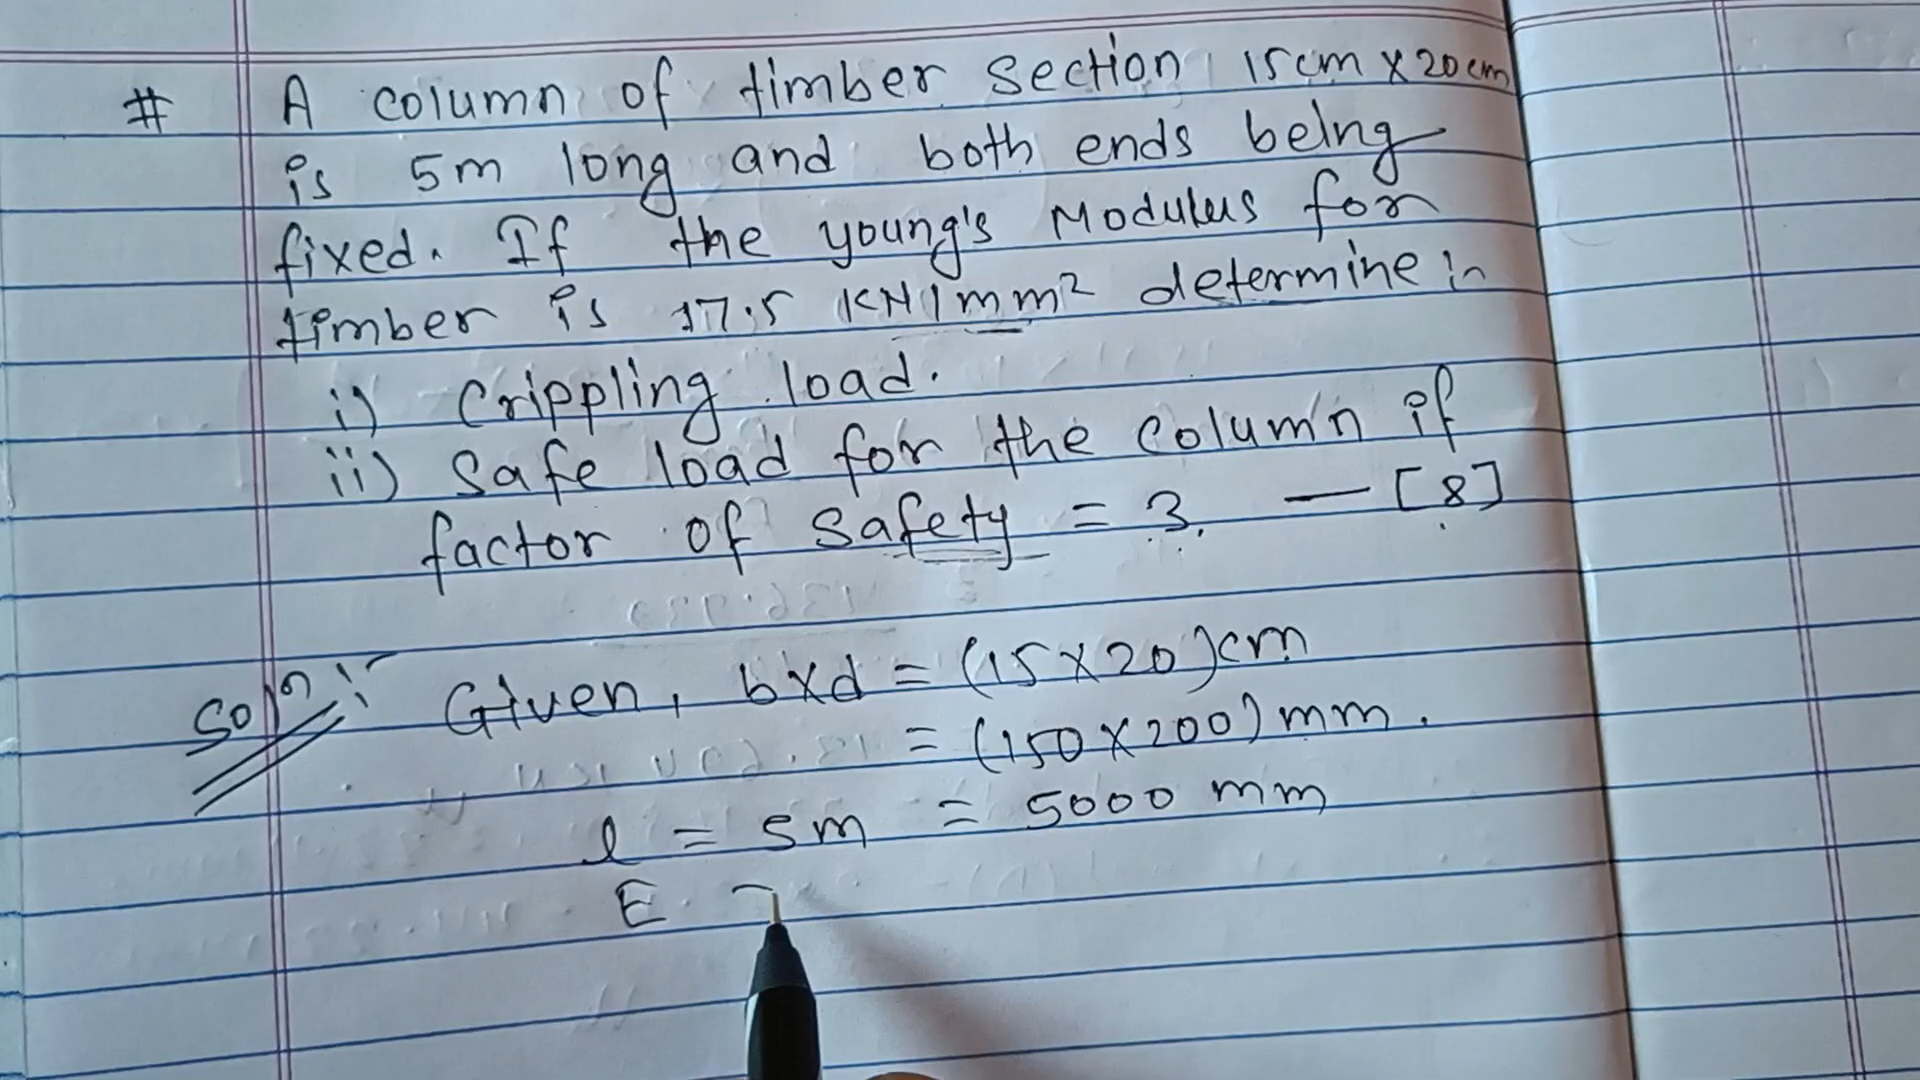 # A column of timber section 15cm x 20cm
is 5m long and both ends being
fixed. If the young's Modulus for
timber is 17.5 KN/mm² determine in
i) Crippling load.
ii) Safe load for the column if
factor of safety = 3. — [8]
Solⁿ:- Given, bxd = (15x20)cm
= (150x200)mm.
l = 5m = 5000 mm
E